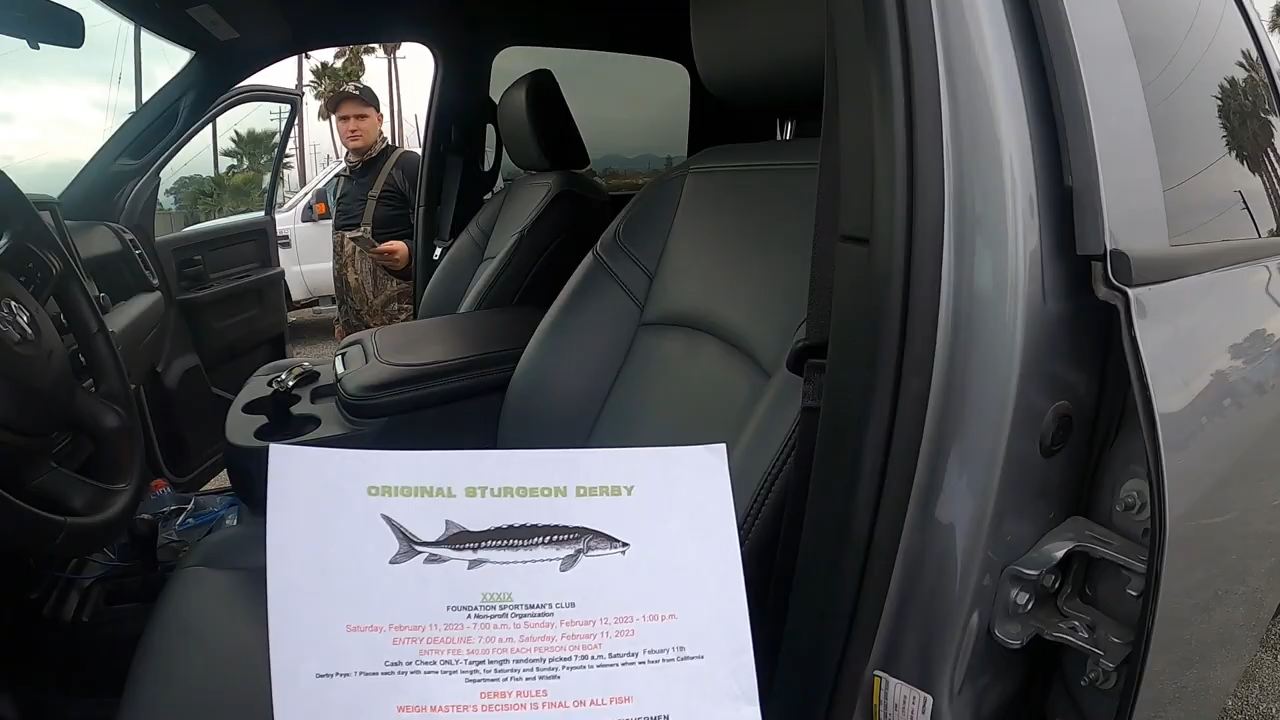 ORIGINAL STURGEON DERBY
XXXIX
FOUNDATION SPORTSMAN'S CLUB
A Non-profit Organization
Saturday, February 11, 2023 - 7:00 a.m. to Sunday, February 12, 2023 - 1:00 p.m.
ENTRY DEADLINE: 7:00 a.m. Saturday, February 11, 2023
ENTRY FEE: $40.00 FOR EACH PERSON ON BOAT
Cash or Check ONLY- Target length randomly picked 7:00 a.m. Saturday Febuary 11th
Derby Pays: 7 Places each day with same target length, for Saturday and Sunday, Payouts to winners when we hear from California
Department of Fish and Wildlife
DERBY RULES
WEIGH MASTER'S DECISION IS FINAL ON ALL FISH!